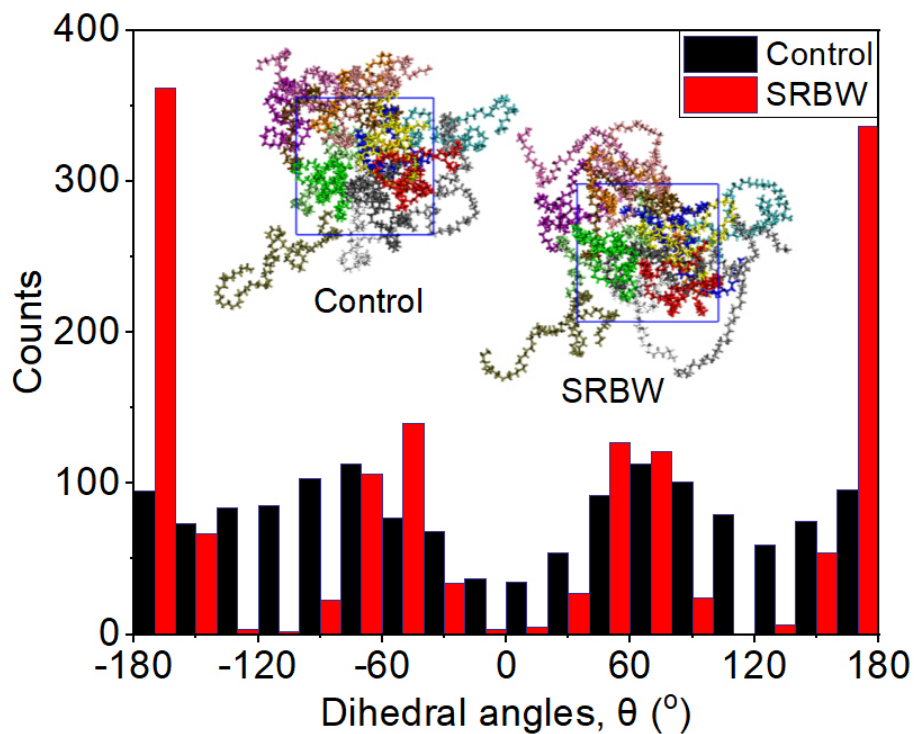 400
300
200
100
0
Counts
Control
SRBW
Control
SRBW
-180 -120 -60 0 60 120 180
Dihedral angles, θ (°)